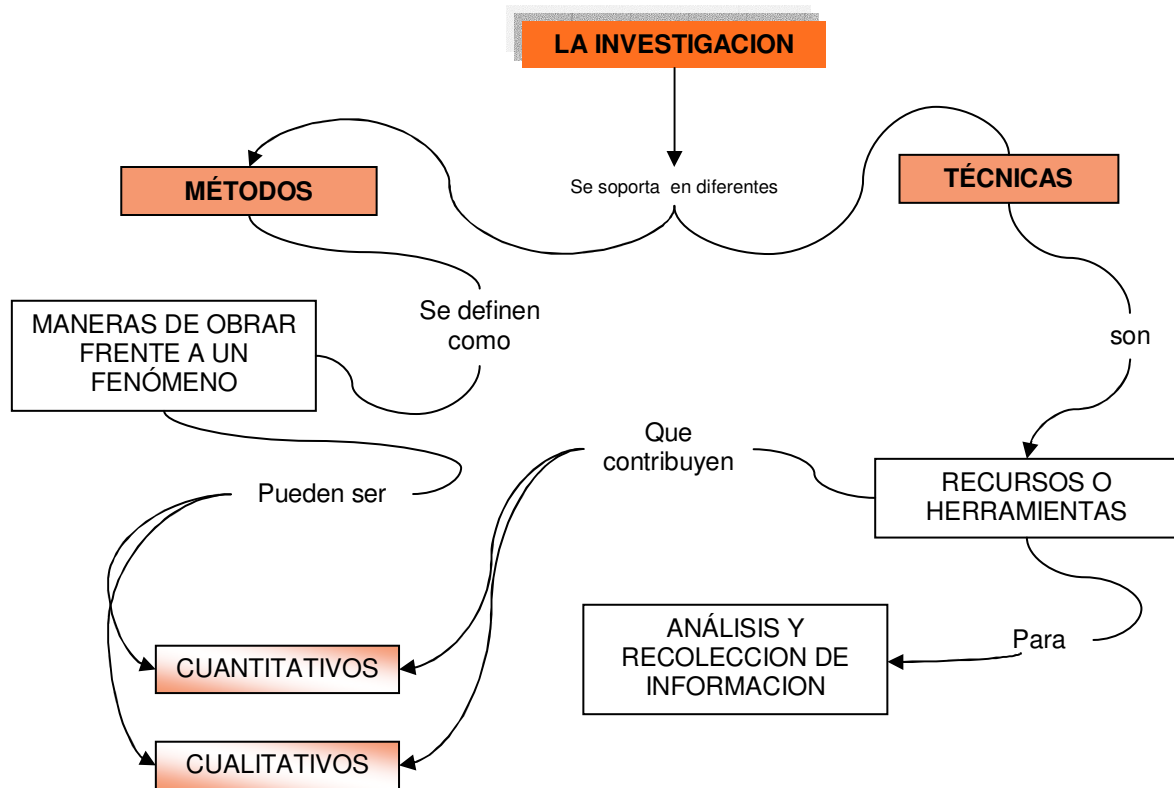 LA INVESTIGACION
MÉTODOS
Se soporta en diferentes
TÉCNICAS
Se definen
como
MANERAS DE OBRAR
FRENTE A UN
FENÓMENO
son
Que
contribuyen
Pueden ser
RECURSOS O
HERRAMIENTAS
ANÁLISIS Y
RECOLECCION DE
INFORMACION
Para
CUANTITATIVOS
CUALITATIVOS